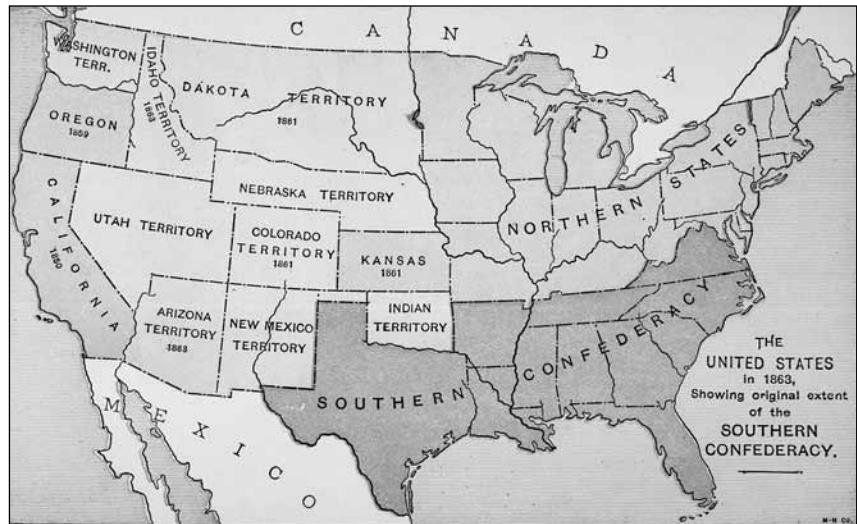 CANADA
WASHINGTON
TERR.
IDAHO TERRITORY
1863
DAKOTA TERRITORY
1861
OREGON
1859
NEBRASKA TERRITORY
NORTHERN STATES
CALIFORNIA
1850
UTAH TERRITORY
COLORADO
TERRITORY
1861
KANSAS
1861
ARIZONA
TERRITORY
1863
NEW MEXICO
TERRITORY
INDIAN
TERRITORY
SOUTHERN CONFEDERACY
MEXICO
THE
UNITED STATES
in 1863,
Showing original extent
of the
SOUTHERN
CONFEDERACY.